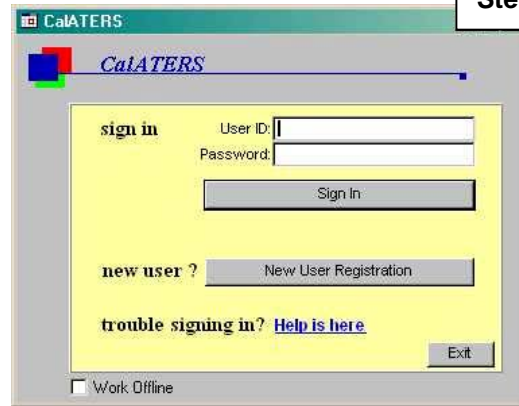 CalATERS
CalATERS
sign in
User ID:
Password:
Sign In
new user ?
New User Registration
trouble signing in? Help is here
Exit
Work Offline